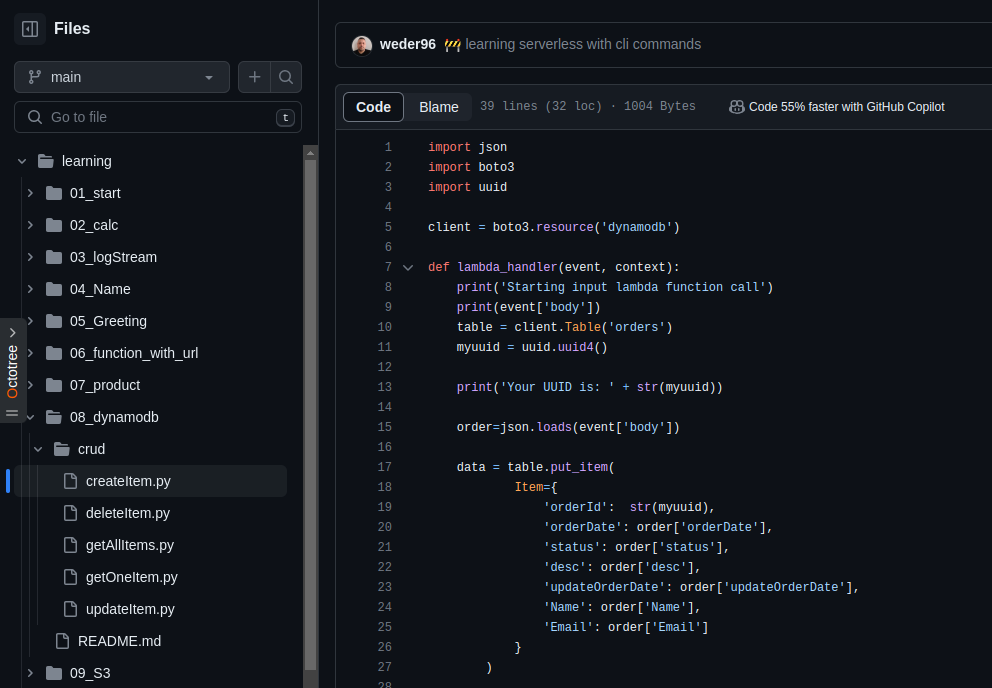 Files
main
Go to file
t
learning
01_start
02_calc
03_logStream
04_Name
05_Greeting
06_function_with_url
07_product
08_dynamodb
crud
createItem.py
deleteItem.py
getAllItems.py
getOneItem.py
updateItem.py
README.md
09_S3
Octotree
weder96 🚧 learning serverless with cli commands
Code Blame 39 lines (32 loc) · 1004 Bytes Code 55% faster with GitHub Copilot
1 import json
2 import boto3
3 import uuid
4
5 client = boto3.resource('dynamodb')
6
7 def lambda_handler(event, context):
8     print('Starting input lambda function call')
9     print(event['body'])
10     table = client.Table('orders')
11     myuuid = uuid.uuid4()
12
13     print('Your UUID is: ' + str(myuuid))
14
15     order=json.loads(event['body'])
16
17     data = table.put_item(
18             Item={
19                 'orderId':  str(myuuid),
20                 'orderDate': order['orderDate'],
21                 'status': order['status'],
22                 'desc': order['desc'],
23                 'updateOrderDate': order['updateOrderDate'],
24                 'Name': order['Name'],
25                 'Email': order['Email']
26             }
27         )
28